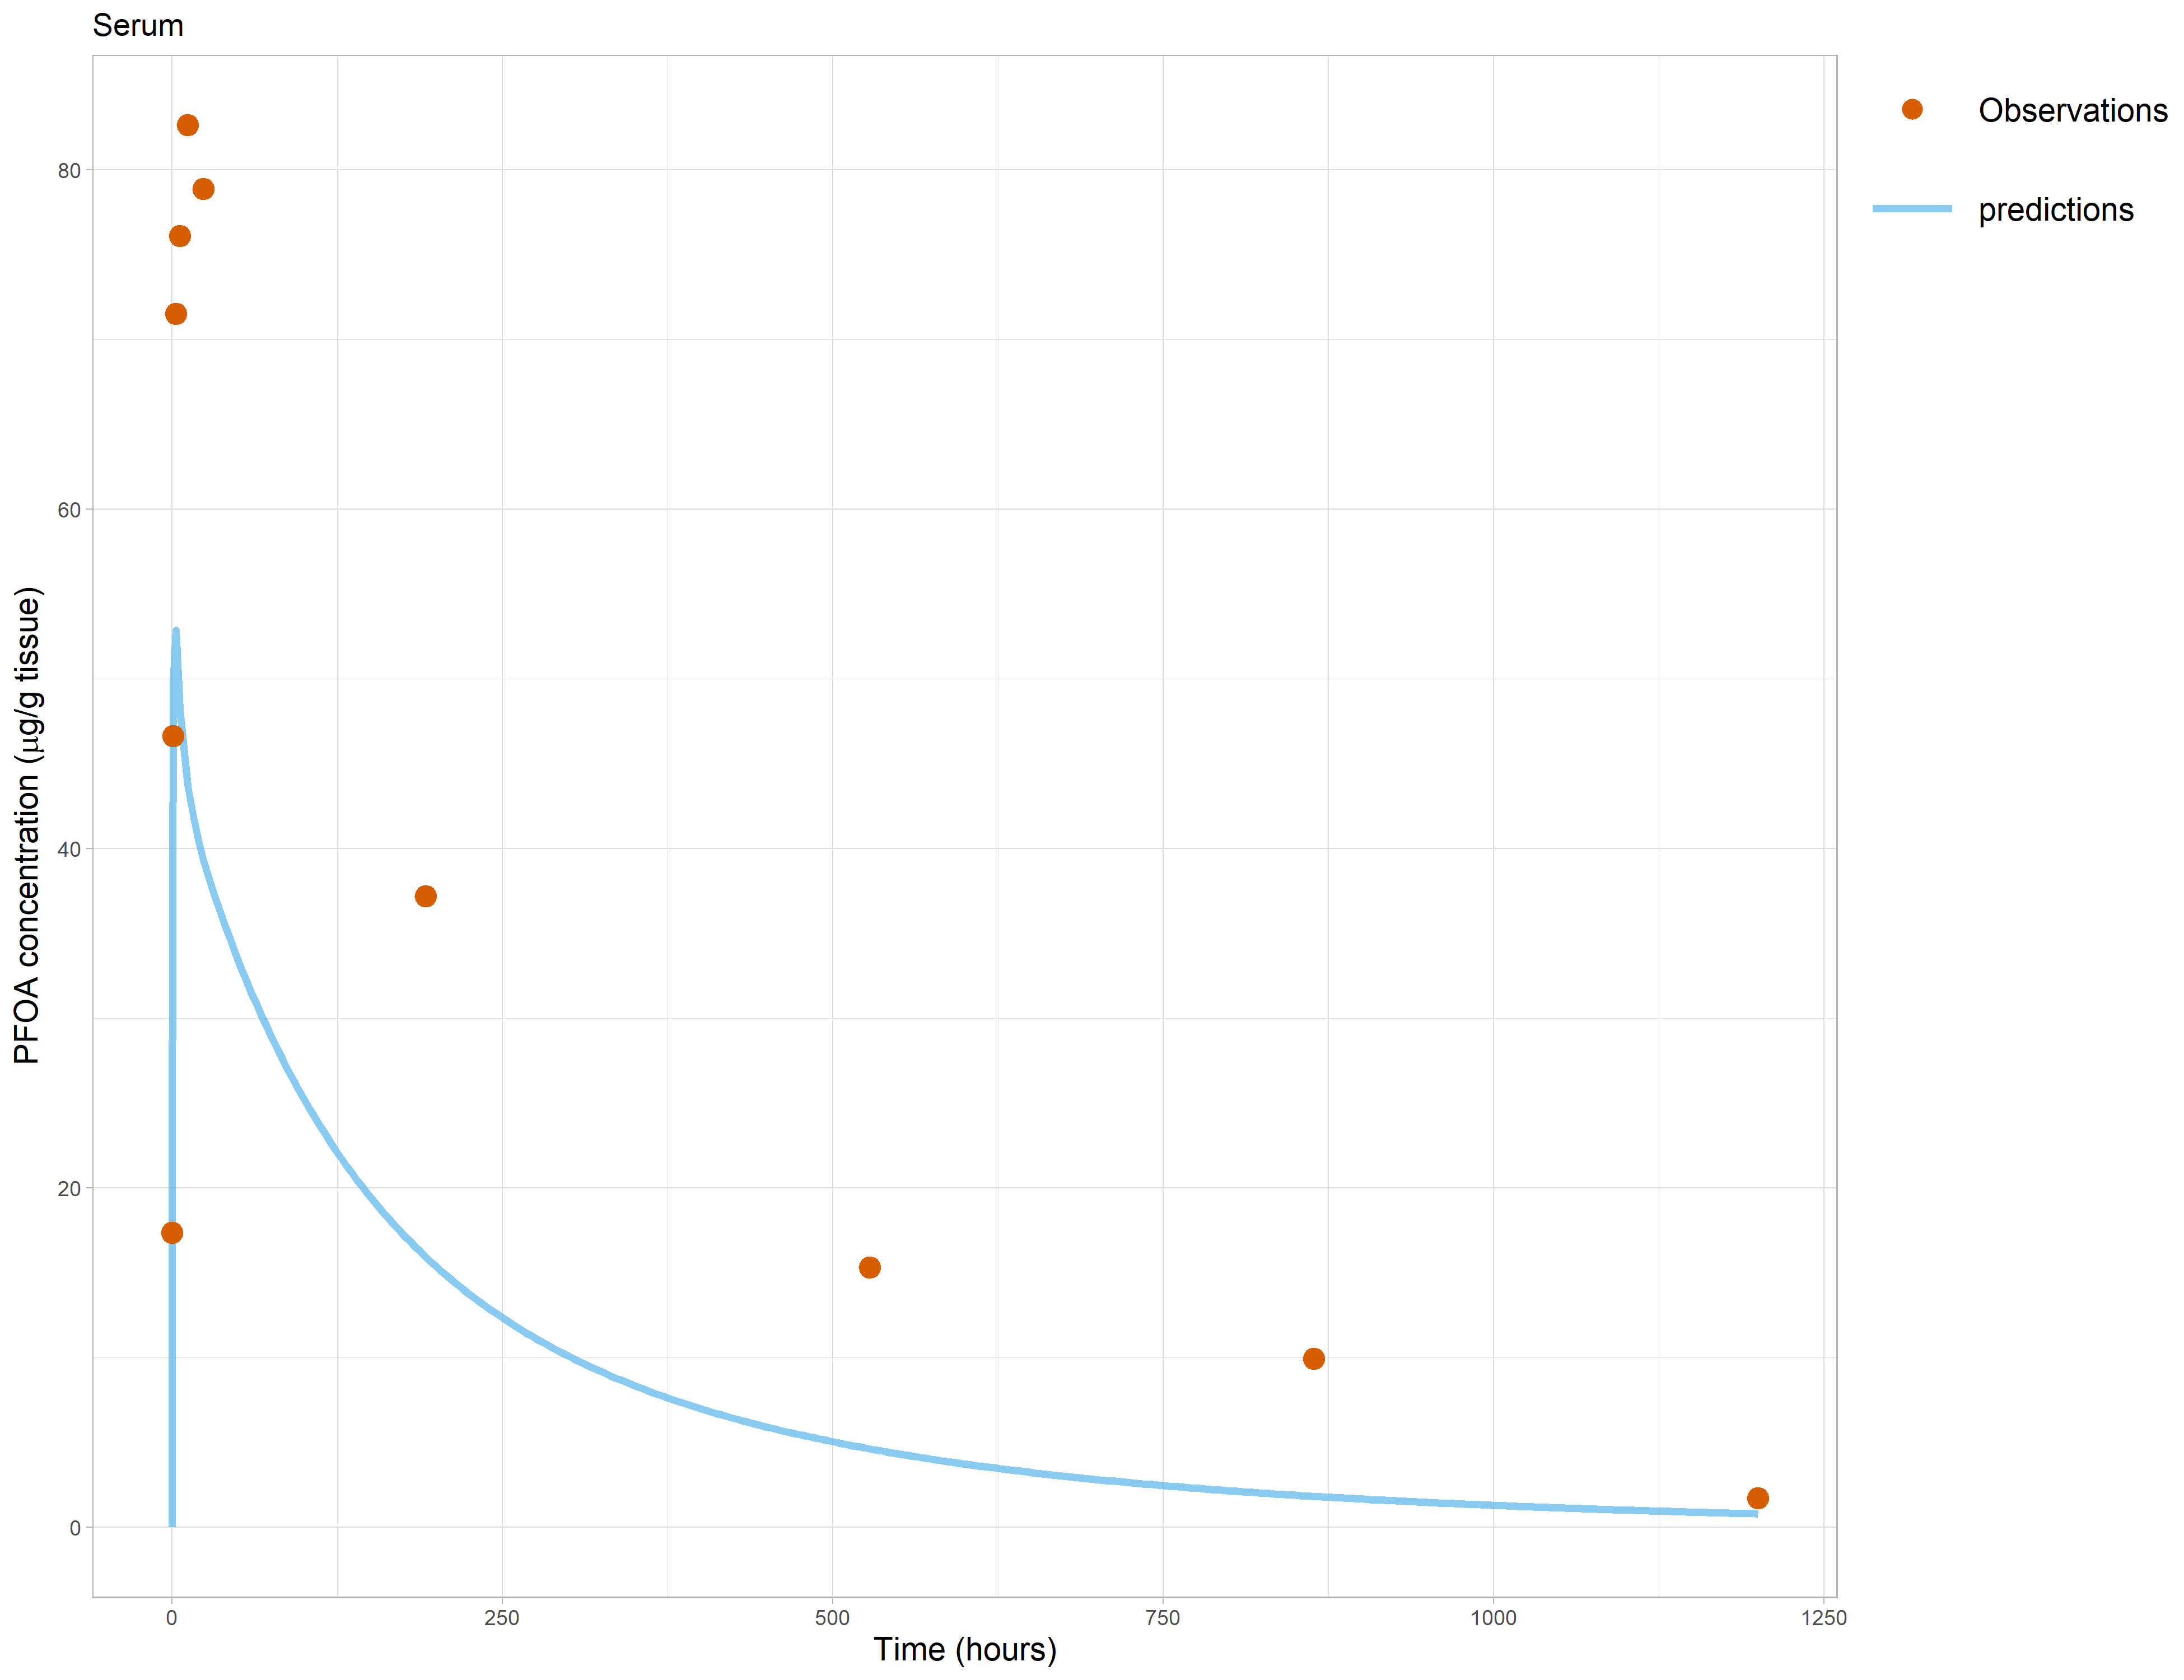 Serum
Observations
predictions
PFOA concentration (μg/g tissue)
80
60
40
20
0
0 250 500 750 1000 1250
Time (hours)